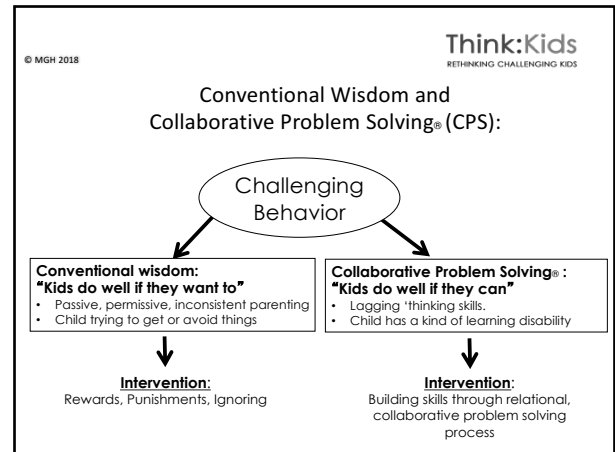 © MGH 2018
Think:Kids
RETHINKING CHALLENGING KIDS
Conventional Wisdom and
Collaborative Problem Solving® (CPS):
Challenging
Behavior
Conventional wisdom:
“Kids do well if they want to”
• Passive, permissive, inconsistent parenting
• Child trying to get or avoid things
Intervention:
Rewards, Punishments, Ignoring
Collaborative Problem Solving® :
“Kids do well if they can”
• Lagging ‘thinking skills.
• Child has a kind of learning disability
Intervention:
Building skills through relational,
collaborative problem solving
process